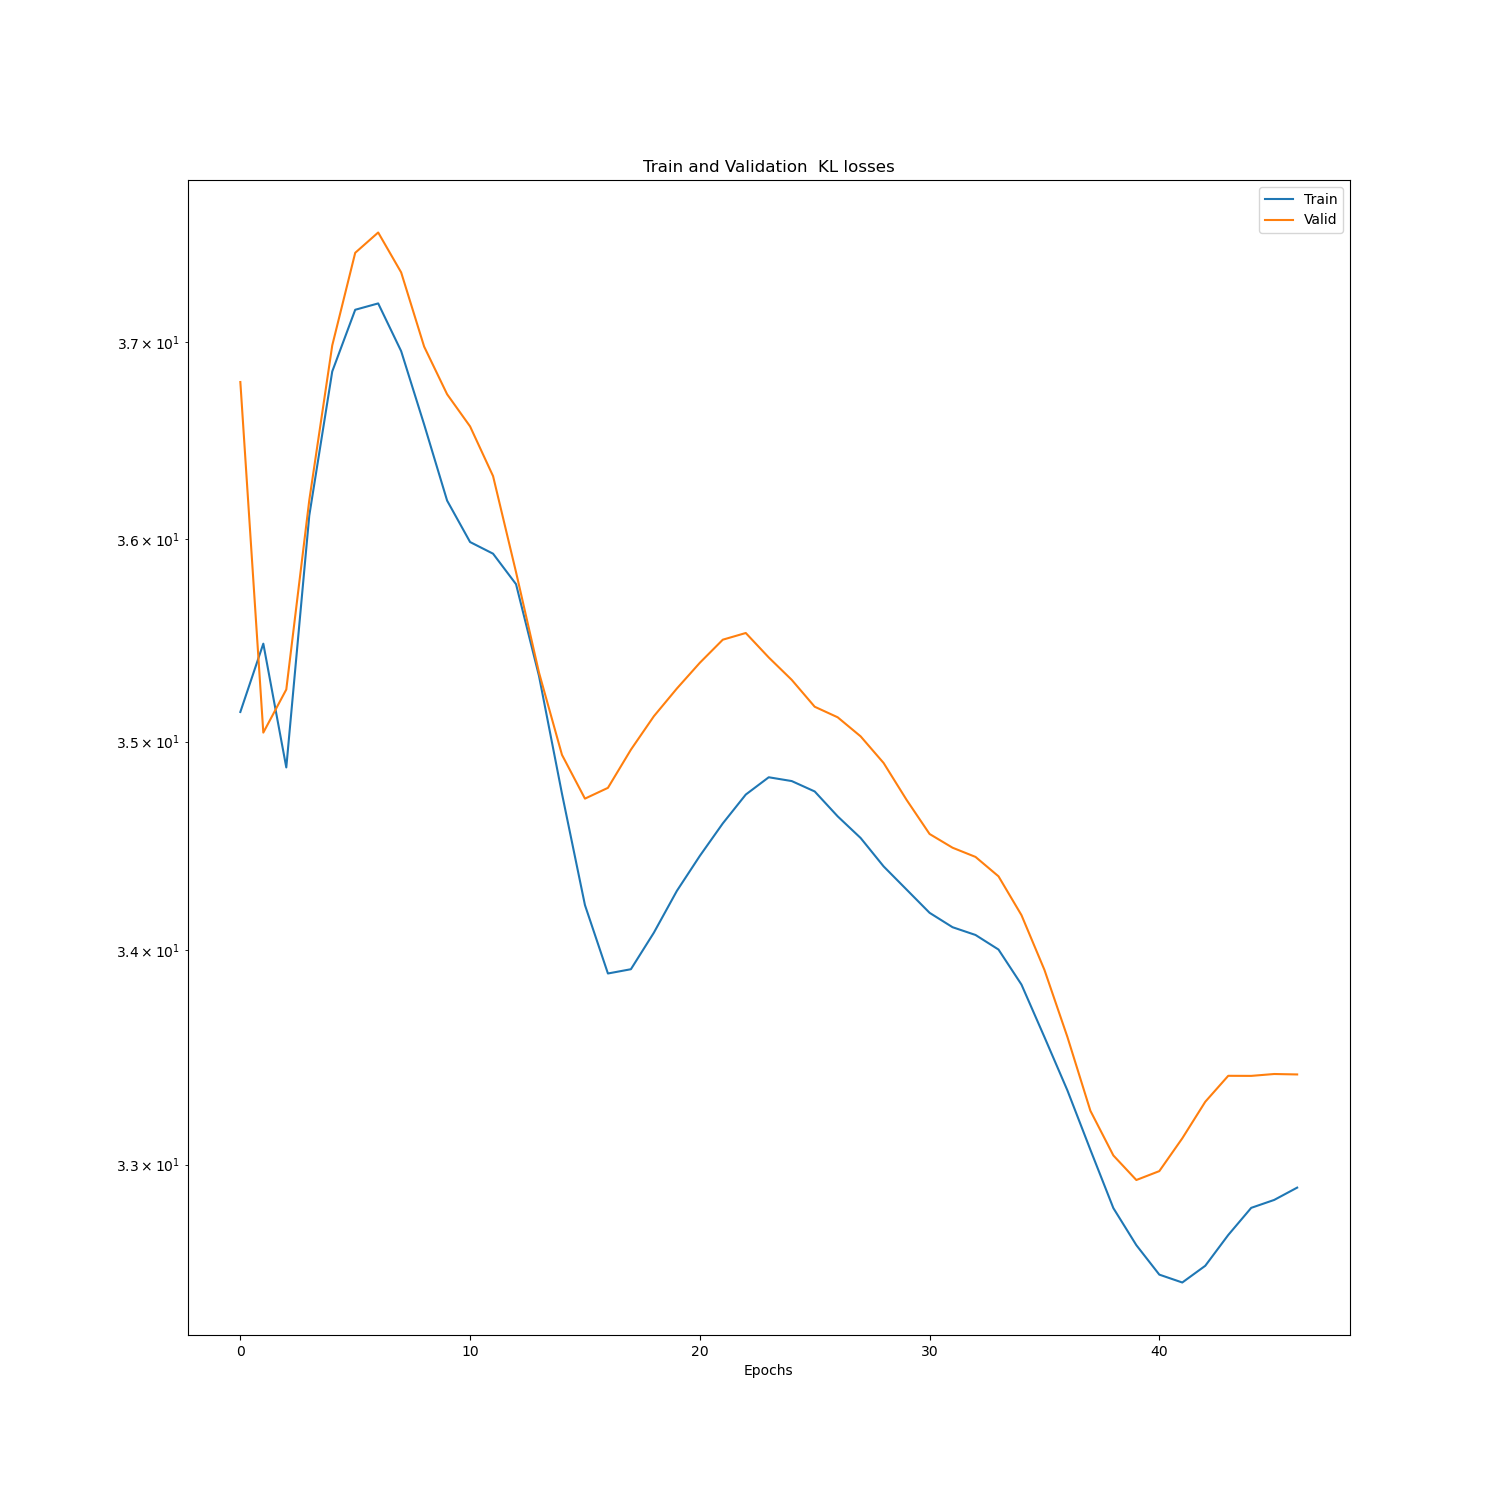 Train and Validation  KL losses
Train
Valid
3.7 × 10¹
3.6 × 10¹
3.5 × 10¹
3.4 × 10¹
3.3 × 10¹
0 10 20 30 40
Epochs